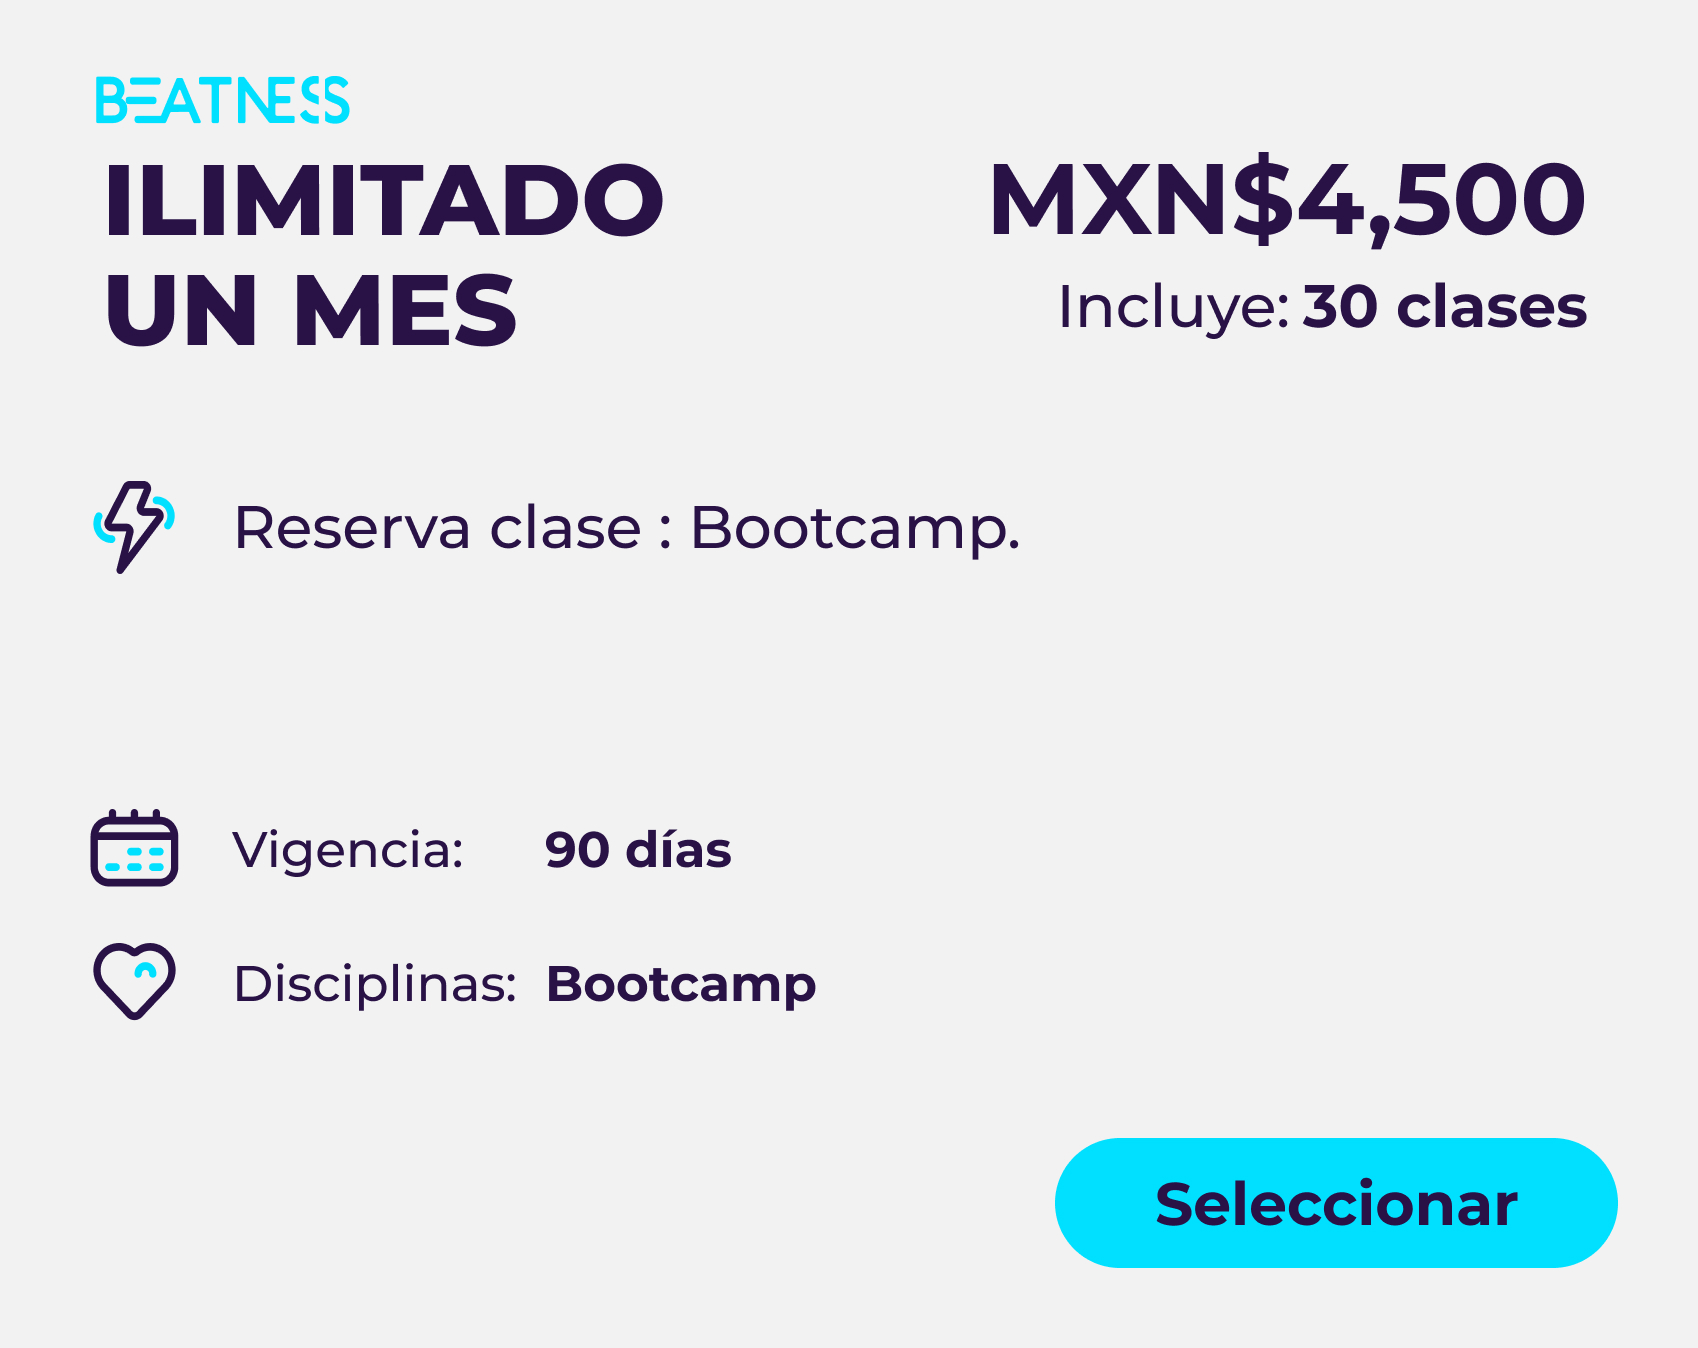 BEATNESS
ILIMITADO
UN MES
MXN$4,500
Incluye: 30 clases
Reserva clase : Bootcamp.
Vigencia: 90 días
Disciplinas: Bootcamp
Seleccionar